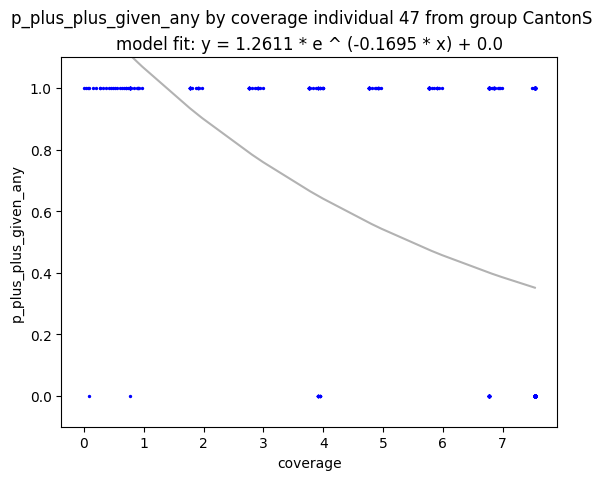 p_plus_plus_given_any by coverage individual 47 from group CantonS
model fit: y = 1.2611 * e ^ (-0.1695 * x) + 0.0
1.0
0.8
0.6
0.4
0.2
0.0
p_plus_plus_given_any
0 1 2 3 4 5 6 7
coverage